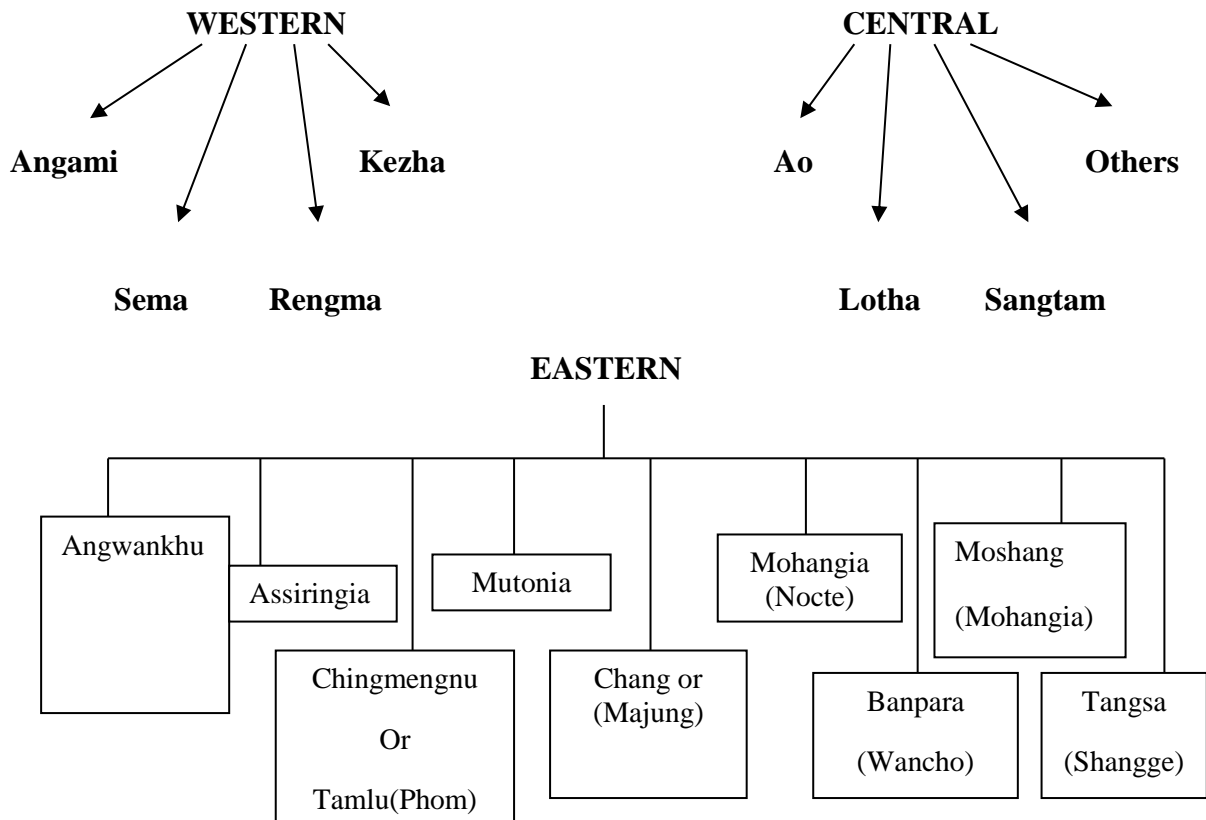 WESTERN
CENTRAL
Angami
Kezha
Ao
Others
Sema
Rengma
Lotha
Sangtam
EASTERN
Angwankhu
Assiringia
Chingmengnu
Or
Tamlu(Phom)
Mutonia
Chang or
(Majung)
Mohangia
(Nocte)
Banpara
(Wancho)
Moshang
(Mohangia)
Tangsa
(Shangge)